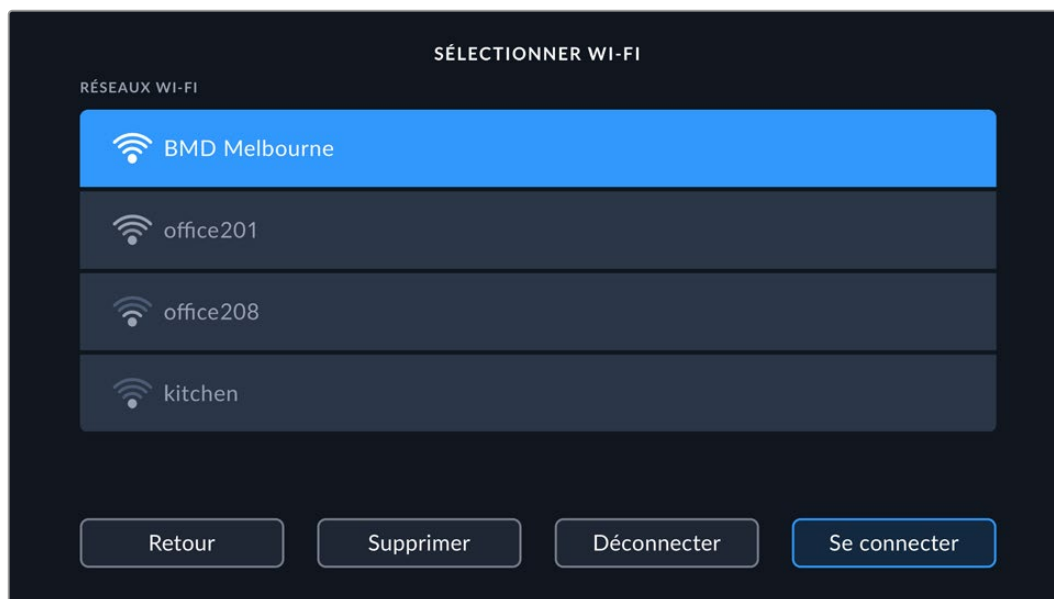 SÉLECTIONNER WI-FI
RÉSEAUX WI-FI
BMD Melbourne
office201
office208
kitchen
Retour Supprimer Déconnecter Se connecter